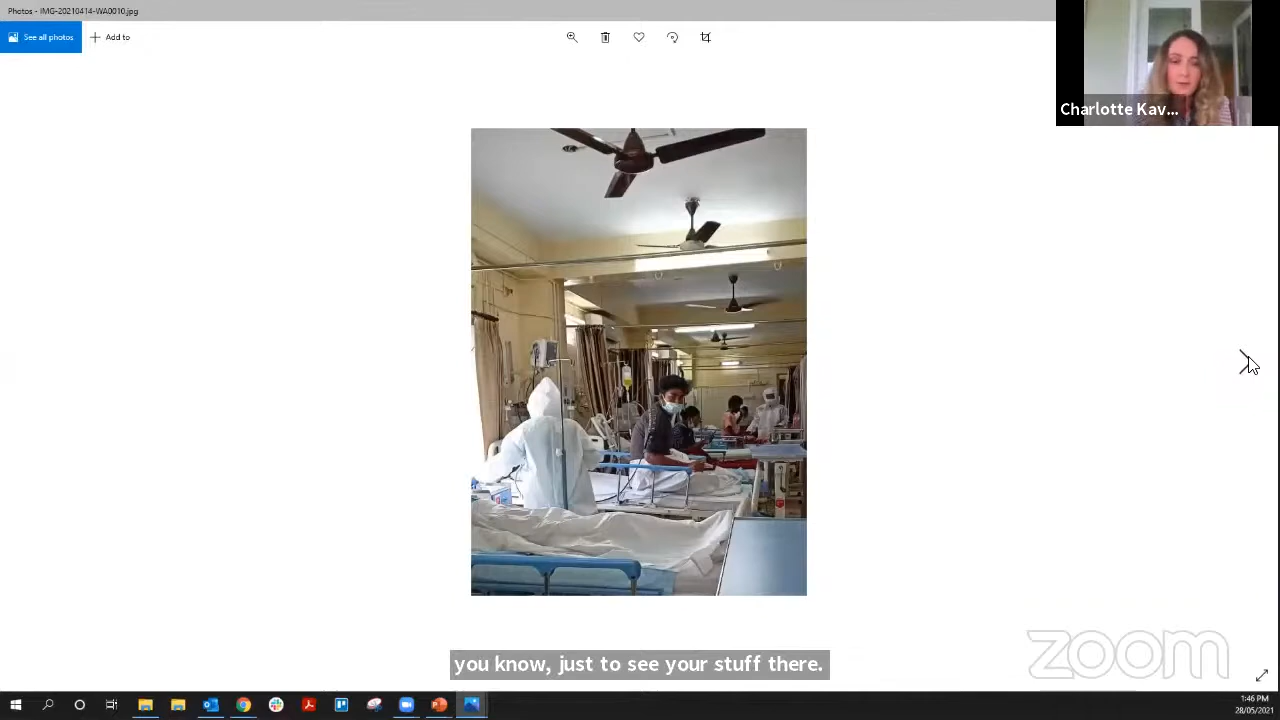 Photos - IMG-20210414-WA0010.jpg
See all photos
Add to
Charlotte Kav...
you know, just to see your stuff there.
zoom
1:46 PM
28/05/2021